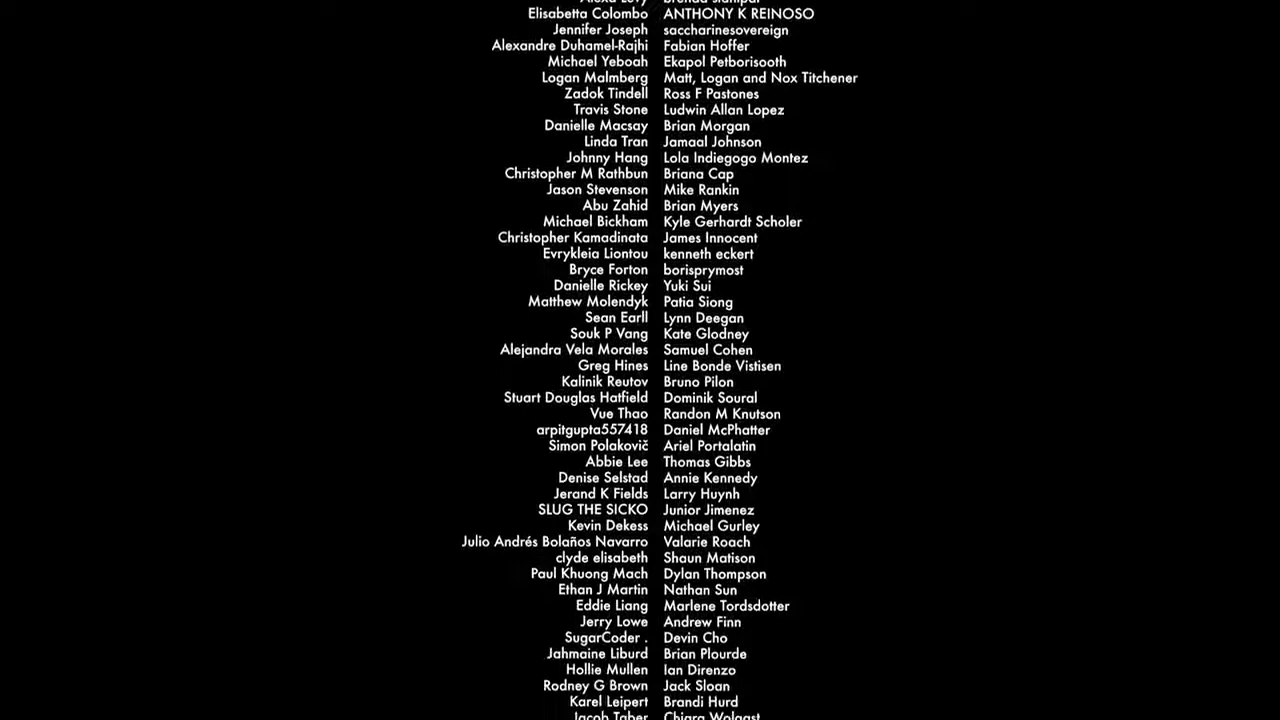 Elisabetta Colombo ANTHONY K REINOSO
Jennifer Joseph saccharinesovereign
Alexandre Duhamel-Rajhi Fabian Hoffer
Michael Yeboah Ekapol Petborisooth
Logan Malmberg Matt, Logan and Nox Titchener
Zadok Tindell Ross F Pastones
Travis Stone Ludwin Allan Lopez
Danielle Macsay Brian Morgan
Linda Tran Jamaal Johnson
Johnny Hang Lola Indiegogo Montez
Christopher M Rathbun Briana Cap
Jason Stevenson Mike Rankin
Abu Zahid Brian Myers
Michael Bickham Kyle Gerhardt Scholer
Christopher Kamadinata James Innocent
Evrykleia Liontou kenneth eckert
Bryce Forton borisprymost
Danielle Rickey Yuki Sui
Matthew Molendyk Patia Siong
Sean Earll Lynn Deegan
Souk P Vang Kate Glodney
Alejandra Vela Morales Samuel Cohen
Greg Hines Line Bonde Vistisen
Kalinik Reutov Bruno Pilon
Stuart Douglas Hatfield Dominik Soural
Vue Thao Randon M Knutson
arpitgupta557418 Daniel McPhatter
Simon Polakovič Ariel Portalatin
Abbie Lee Thomas Gibbs
Denise Selstad Annie Kennedy
Jerand K Fields Larry Huynh
SLUG THE SICKO Junior Jimenez
Kevin Dekess Michael Gurley
Julio Andrés Bolaños Navarro Valarie Roach
clyde elisabeth Shaun Matison
Paul Khuong Mach Dylan Thompson
Ethan J Martin Nathan Sun
Eddie Liang Marlene Tordsdotter
Jerry Lowe Andrew Finn
SugarCoder . Devin Cho
Jahmaine Liburd Brian Plourde
Hollie Mullen Ian Direnzo
Rodney G Brown Jack Sloan
Karel Leipert Brandi Hurd
Jacob Taber Chiara Wolgast